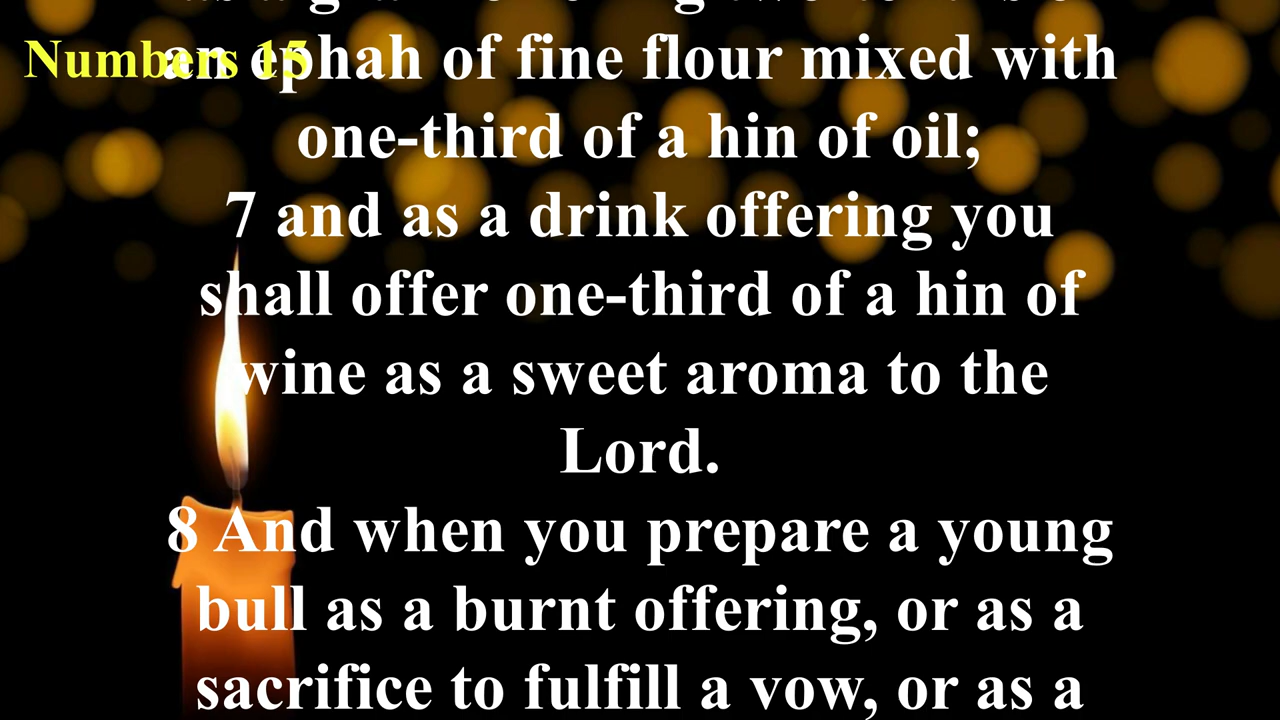 Numbers 15
an ephah of fine flour mixed with
one-third of a hin of oil;
7 and as a drink offering you
shall offer one-third of a hin of
wine as a sweet aroma to the
Lord.
8 And when you prepare a young
bull as a burnt offering, or as a
sacrifice to fulfill a vow, or as a